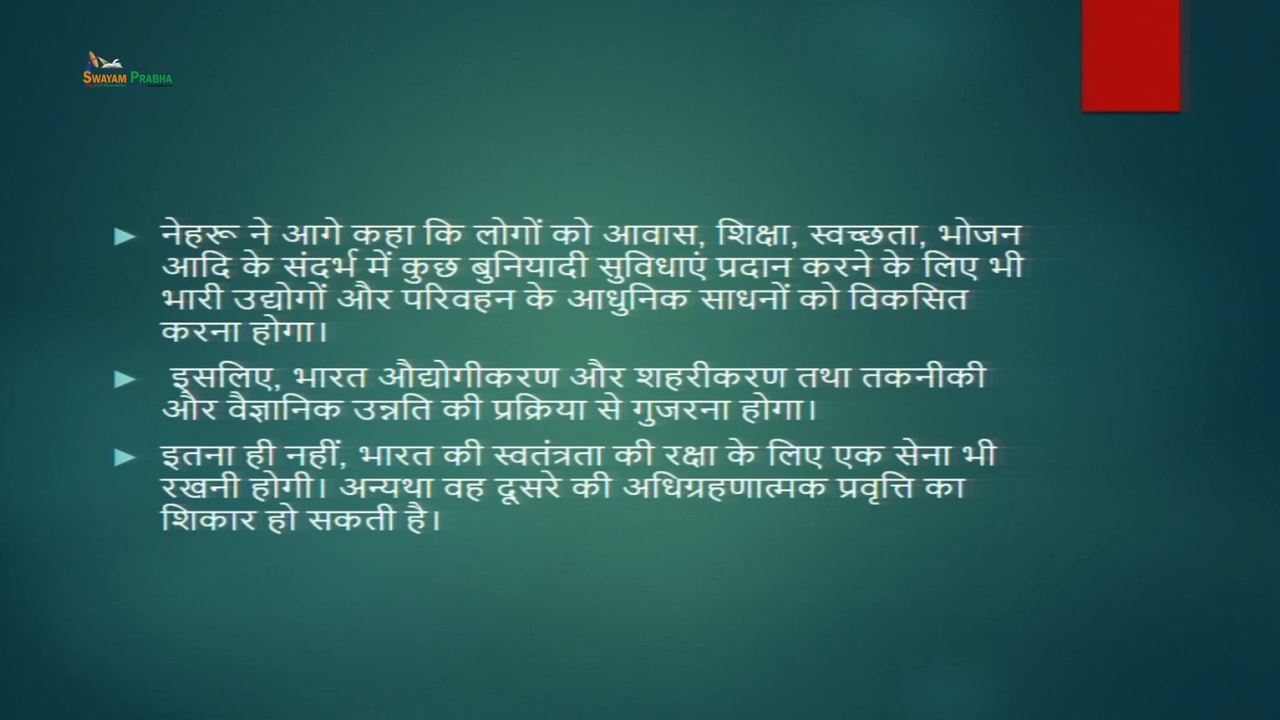 SWAYAM PRABHA
नेहरू ने आगे कहा कि लोगों को आवास, शिक्षा, स्वच्छता, भोजन
आदि के संदर्भ में कुछ बुनियादी सुविधाएं प्रदान करने के लिए भी
भारी उद्योगों और परिवहन के आधुनिक साधनों को विकसित
करना होगा।
इसलिए, भारत औद्योगीकरण और शहरीकरण तथा तकनीकी
और वैज्ञानिक उन्नति की प्रक्रिया से गुजरना होगा।
इतना ही नहीं, भारत की स्वतंत्रता की रक्षा के लिए एक सेना भी
रखनी होगी। अन्यथा वह दूसरे की अधिग्रहणात्मक प्रवृत्ति का
शिकार हो सकती है।